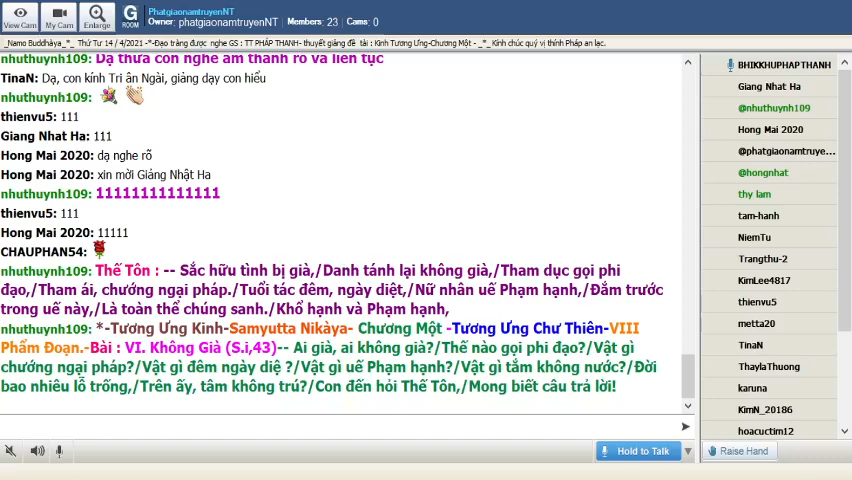 View Cam
My Cam
Enlarge
G
ROOM
PhatgiaonamtruyenNT
Owner: phatgiaonamtruyenNT Members: 23 Cams: 0
_Namo Buddhàya_*_ Thứ Tư 14 / 4/2021 -*-Đạo tràng được nghe GS : TT PHÁP THANH- thuyết giảng đề tài : Kinh Tương Ưng-Chương Một - _*_ Kính chúc quý vị thính Pháp an lạc.
nhuthuynh109: Dạ thưa con nghe âm thanh rõ và liên tục
TinaN: Dạ, con kính Tri ân Ngài, giảng dạy con hiểu
nhuthuynh109:
thienvu5: 111
Giang Nhat Ha: 111
Hong Mai 2020: dạ nghe rõ
Hong Mai 2020: xin mời Giảng Nhật Ha
nhuthuynh109: 11111111111111
thienvu5: 111
Hong Mai 2020: 11111
CHAUPHAN54:
nhuthuynh109: Thế Tôn : -- Sắc hữu tình bị già,/Danh tánh lại không già,/Tham dục gọi phi
đạo,/Tham ái, chướng ngại pháp./Tuổi tác đêm, ngày diệt,/Nữ nhân uế Phạm hạnh,/Đắm trước
trong uế này,/Là toàn thể chúng sanh./Khổ hạnh và Phạm hạnh,
nhuthuynh109: *-Tương Ưng Kinh-Samyutta Nikàya- Chương Một -Tương Ưng Chư Thiên-VIII
Phẩm Đoạn.-Bài : VI. Không Già (S.i,43)-- Ai già, ai không già?/Thế nào gọi phi đạo?/Vật gì
chướng ngại pháp?/Vật gì đêm ngày diệ ?/Vật gì uế Phạm hạnh?/Vật gì tắm không nước?/Đời
bao nhiêu lỗ trống,/Trên ấy, tâm không trú?/Con đến hỏi Thế Tôn,/Mong biết câu trả lời!
Hold to Talk
BHIKKHUPHAPTHANH
Giang Nhat Ha
@nhuthuynh109
Hong Mai 2020
@phatgiaonamtruye...
@hongnhat
thy lam
tam-hanh
NiemTu
Trangthu-2
KimLee4817
thienvu5
metta20
TinaN
ThaylaThuong
karuna
KimN_20186
hoacuctim12
Raise Hand